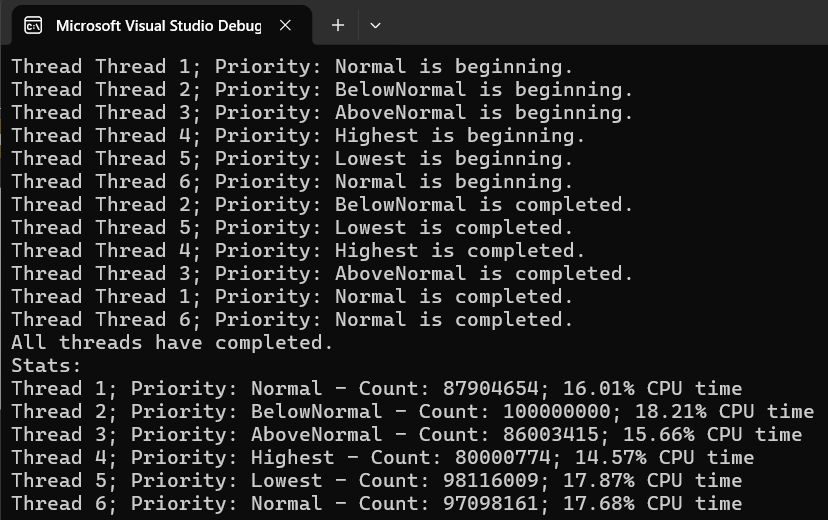 Microsoft Visual Studio Debug
Thread Thread 1; Priority: Normal is beginning.
Thread Thread 2; Priority: BelowNormal is beginning.
Thread Thread 3; Priority: AboveNormal is beginning.
Thread Thread 4; Priority: Highest is beginning.
Thread Thread 5; Priority: Lowest is beginning.
Thread Thread 6; Priority: Normal is beginning.
Thread Thread 2; Priority: BelowNormal is completed.
Thread Thread 5; Priority: Lowest is completed.
Thread Thread 4; Priority: Highest is completed.
Thread Thread 3; Priority: AboveNormal is completed.
Thread Thread 1; Priority: Normal is completed.
Thread Thread 6; Priority: Normal is completed.
All threads have completed.
Stats:
Thread 1; Priority: Normal - Count: 87904654; 16.01% CPU time
Thread 2; Priority: BelowNormal - Count: 100000000; 18.21% CPU time
Thread 3; Priority: AboveNormal - Count: 86003415; 15.66% CPU time
Thread 4; Priority: Highest - Count: 80000774; 14.57% CPU time
Thread 5; Priority: Lowest - Count: 98116009; 17.87% CPU time
Thread 6; Priority: Normal - Count: 97098161; 17.68% CPU time